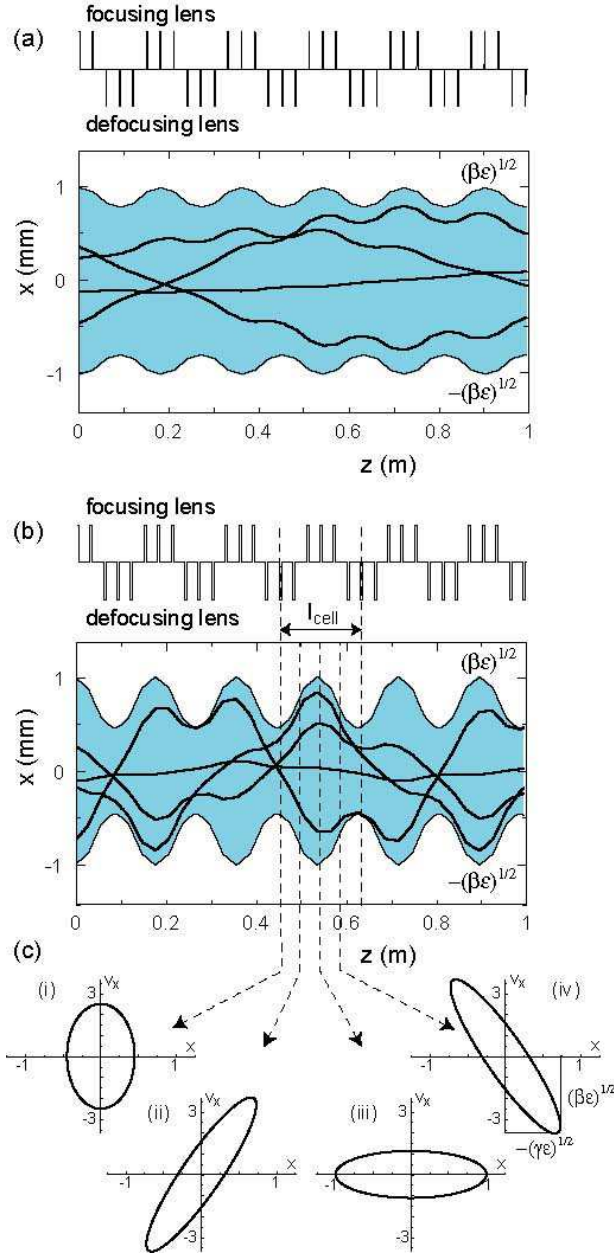 focusing lens
(a)
defocusing lens
(βε)^1/2
1
x (mm)
0
-1
−(βε)^1/2
0 0.2 0.4 0.6 0.8 1
z (m)
focusing lens
(b)
defocusing lens
l_cell
(βε)^1/2
1
x (mm)
0
-1
−(βε)^1/2
0 0.2 0.4 0.6 0.8 1
z (m)
(c)
(i) v_x
3
-1 1 x
-3
(ii) v_x
3
-1 1 x
-3
(iii) v_x
3
-1 1 x
-3
(iv) v_x
3
-1 1 x
-3
(βε)^1/2
−(γε)^1/2